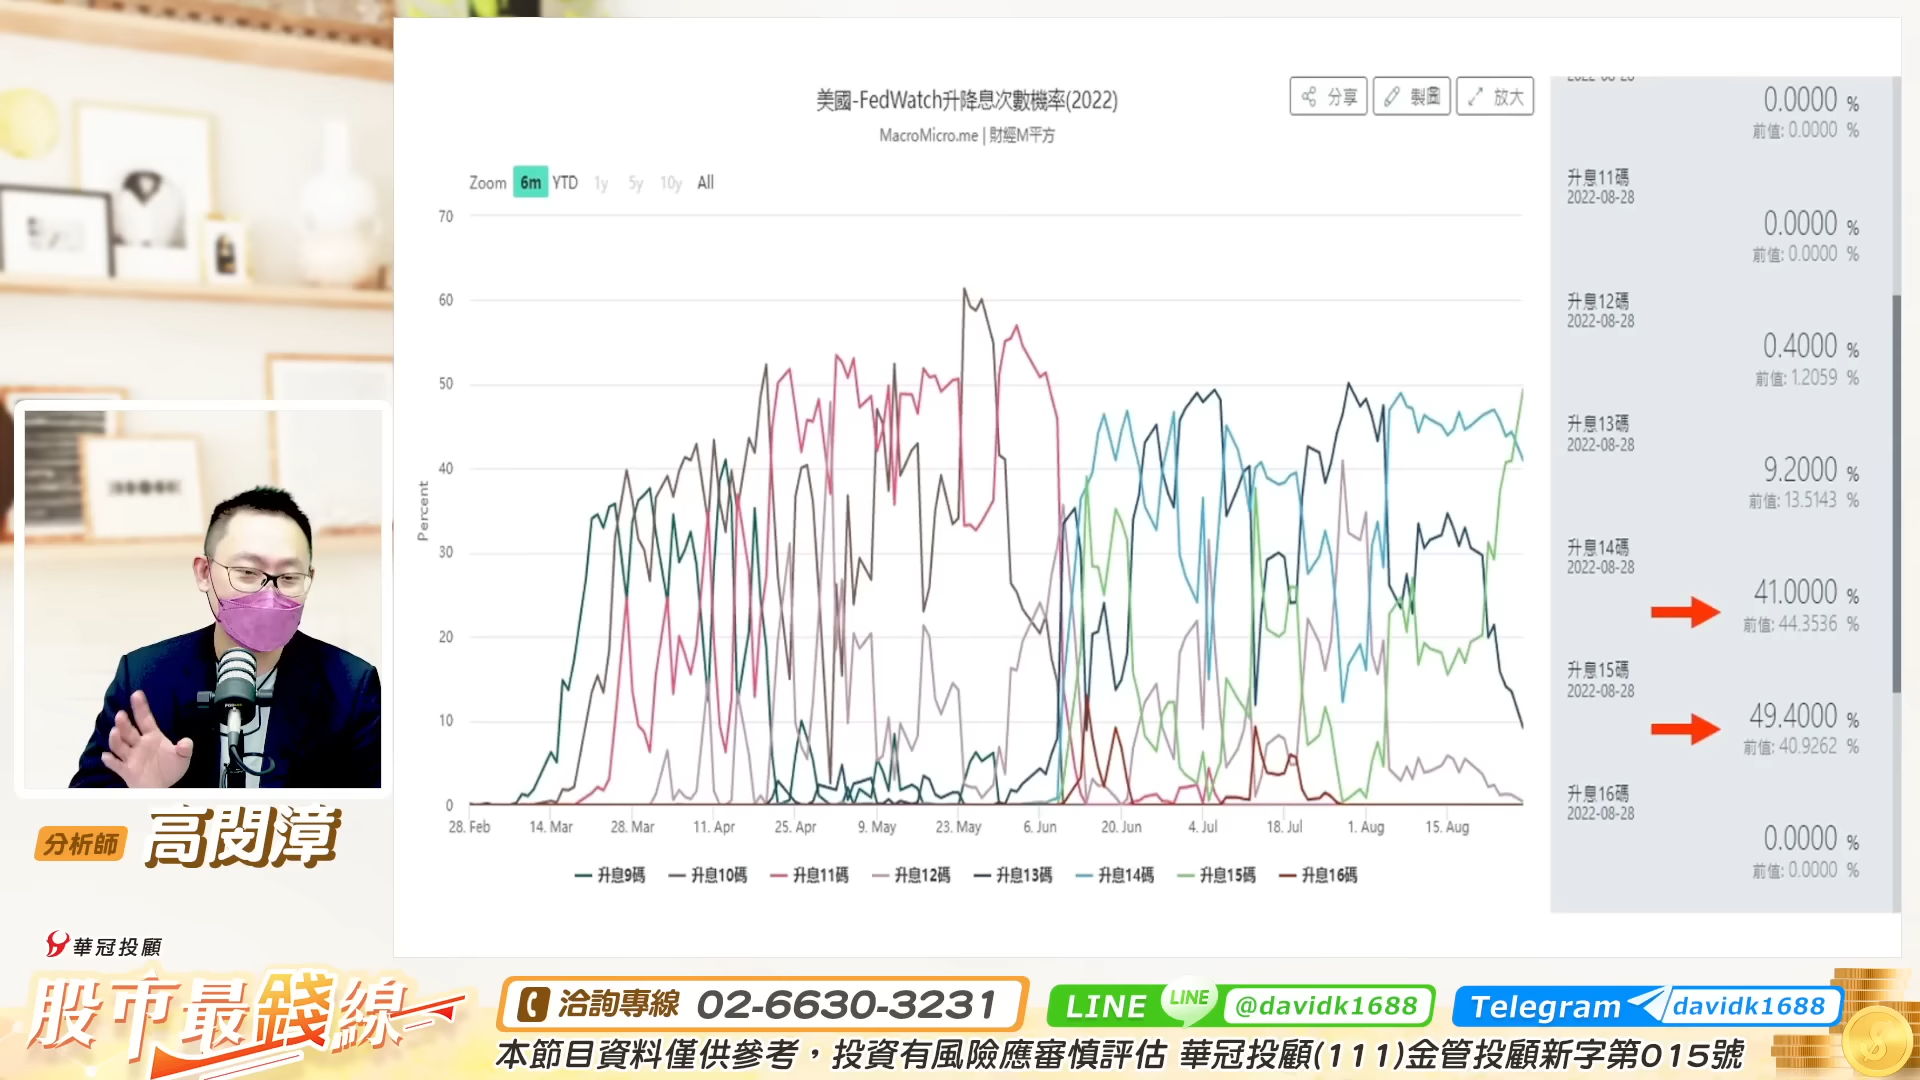 美國-FedWatch升降息次數機率(2022)
MacroMicro.me | 財經M平方
分享
製圖
放大
Zoom 6m YTD 1y 5y 10y All
Percent
70
60
50
40
30
20
10
0
28. Feb 14. Mar 28. Mar 11. Apr 25. Apr 9. May 23. May 6. Jun 20. Jun 4. Jul 18. Jul 1. Aug 15. Aug
升息9碼 升息10碼 升息11碼 升息12碼 升息13碼 升息14碼 升息15碼 升息16碼
2022-08-28
0.0000 %
前值: 0.0000 %
升息11碼
2022-08-28
0.0000 %
前值: 0.0000 %
升息12碼
2022-08-28
0.4000 %
前值: 1.2059 %
升息13碼
2022-08-28
9.2000 %
前值: 13.5143 %
升息14碼
2022-08-28
41.0000 %
前值: 44.3536 %
升息15碼
2022-08-28
49.4000 %
前值: 40.9262 %
升息16碼
2022-08-28
0.0000 %
前值: 0.0000 %
分析師 高閔漳
華冠投顧
股市最錢線
洽詢專線 02-6630-3231
LINE LINE @davidk1688
Telegram davidk1688
本節目資料僅供參考，投資有風險應審慎評估 華冠投顧(111)金管投顧新字第015號